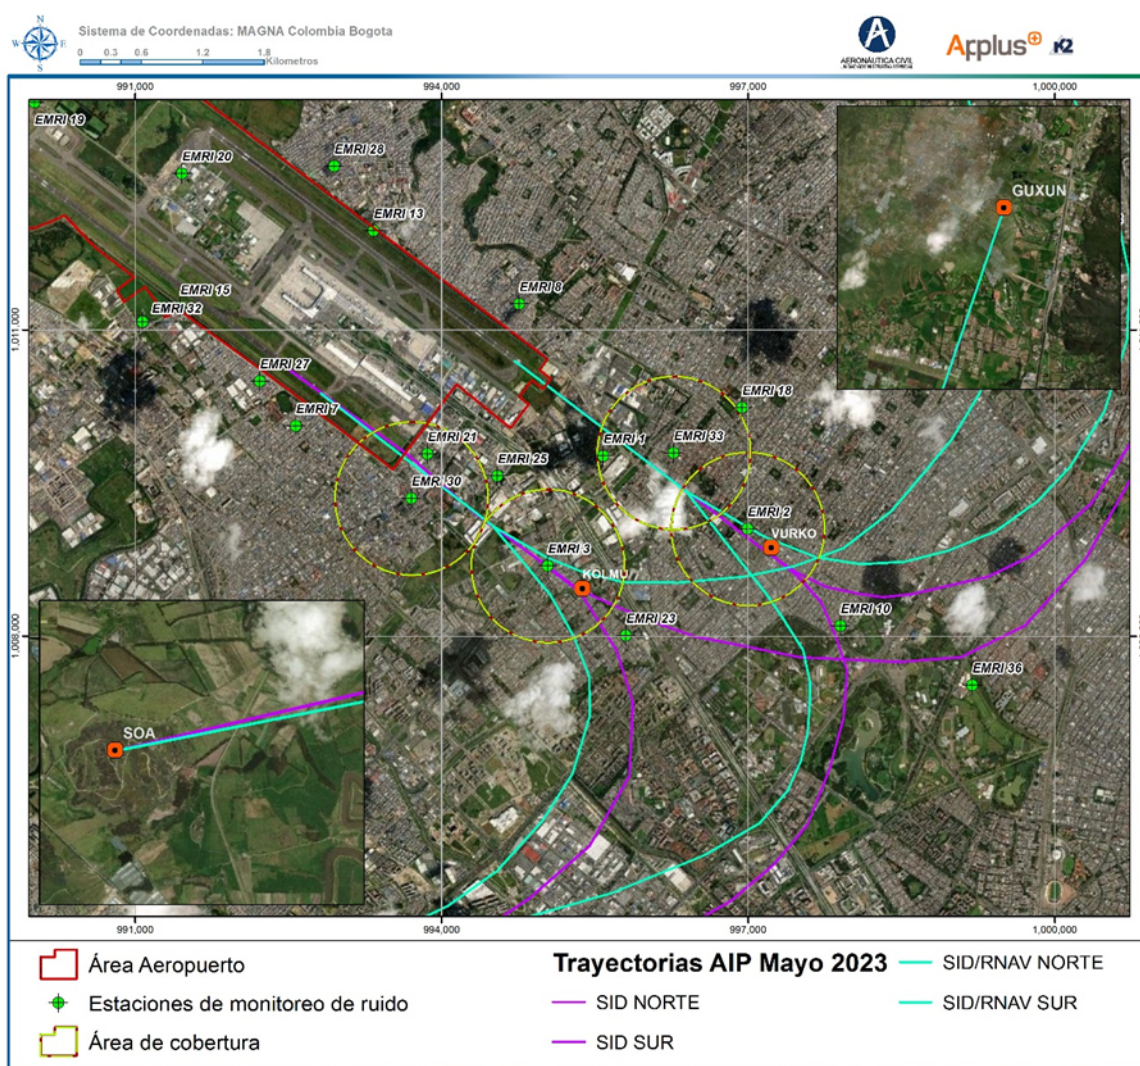 N
W E
S
Sistema de Coordenadas: MAGNA Colombia Bogota
0 0.3 0.6 1.2 1.8
Kilometros
AERONÁUTICA CIVIL
Applus+ K2
991,000 994,000 997,000 1,000,000
EMRI 19
EMRI 20
EMRI 28
EMRI 13
GUXUN
EMRI 15
EMRI 32
EMRI 8
1,011,000
EMRI 27
EMRI 7
EMRI 18
EMRI 21
EMRI 1
EMRI 33
EMRI 25
EMRI 30
EMRI 2
VURKO
EMRI 3
KOLMU
EMRI 23
EMRI 10
1,008,000
EMRI 36
SOA
991,000 994,000 997,000 1,000,000
Área Aeropuerto
Estaciones de monitoreo de ruido
Área de cobertura
Trayectorias AIP Mayo 2023
SID NORTE
SID SUR
SID/RNAV NORTE
SID/RNAV SUR